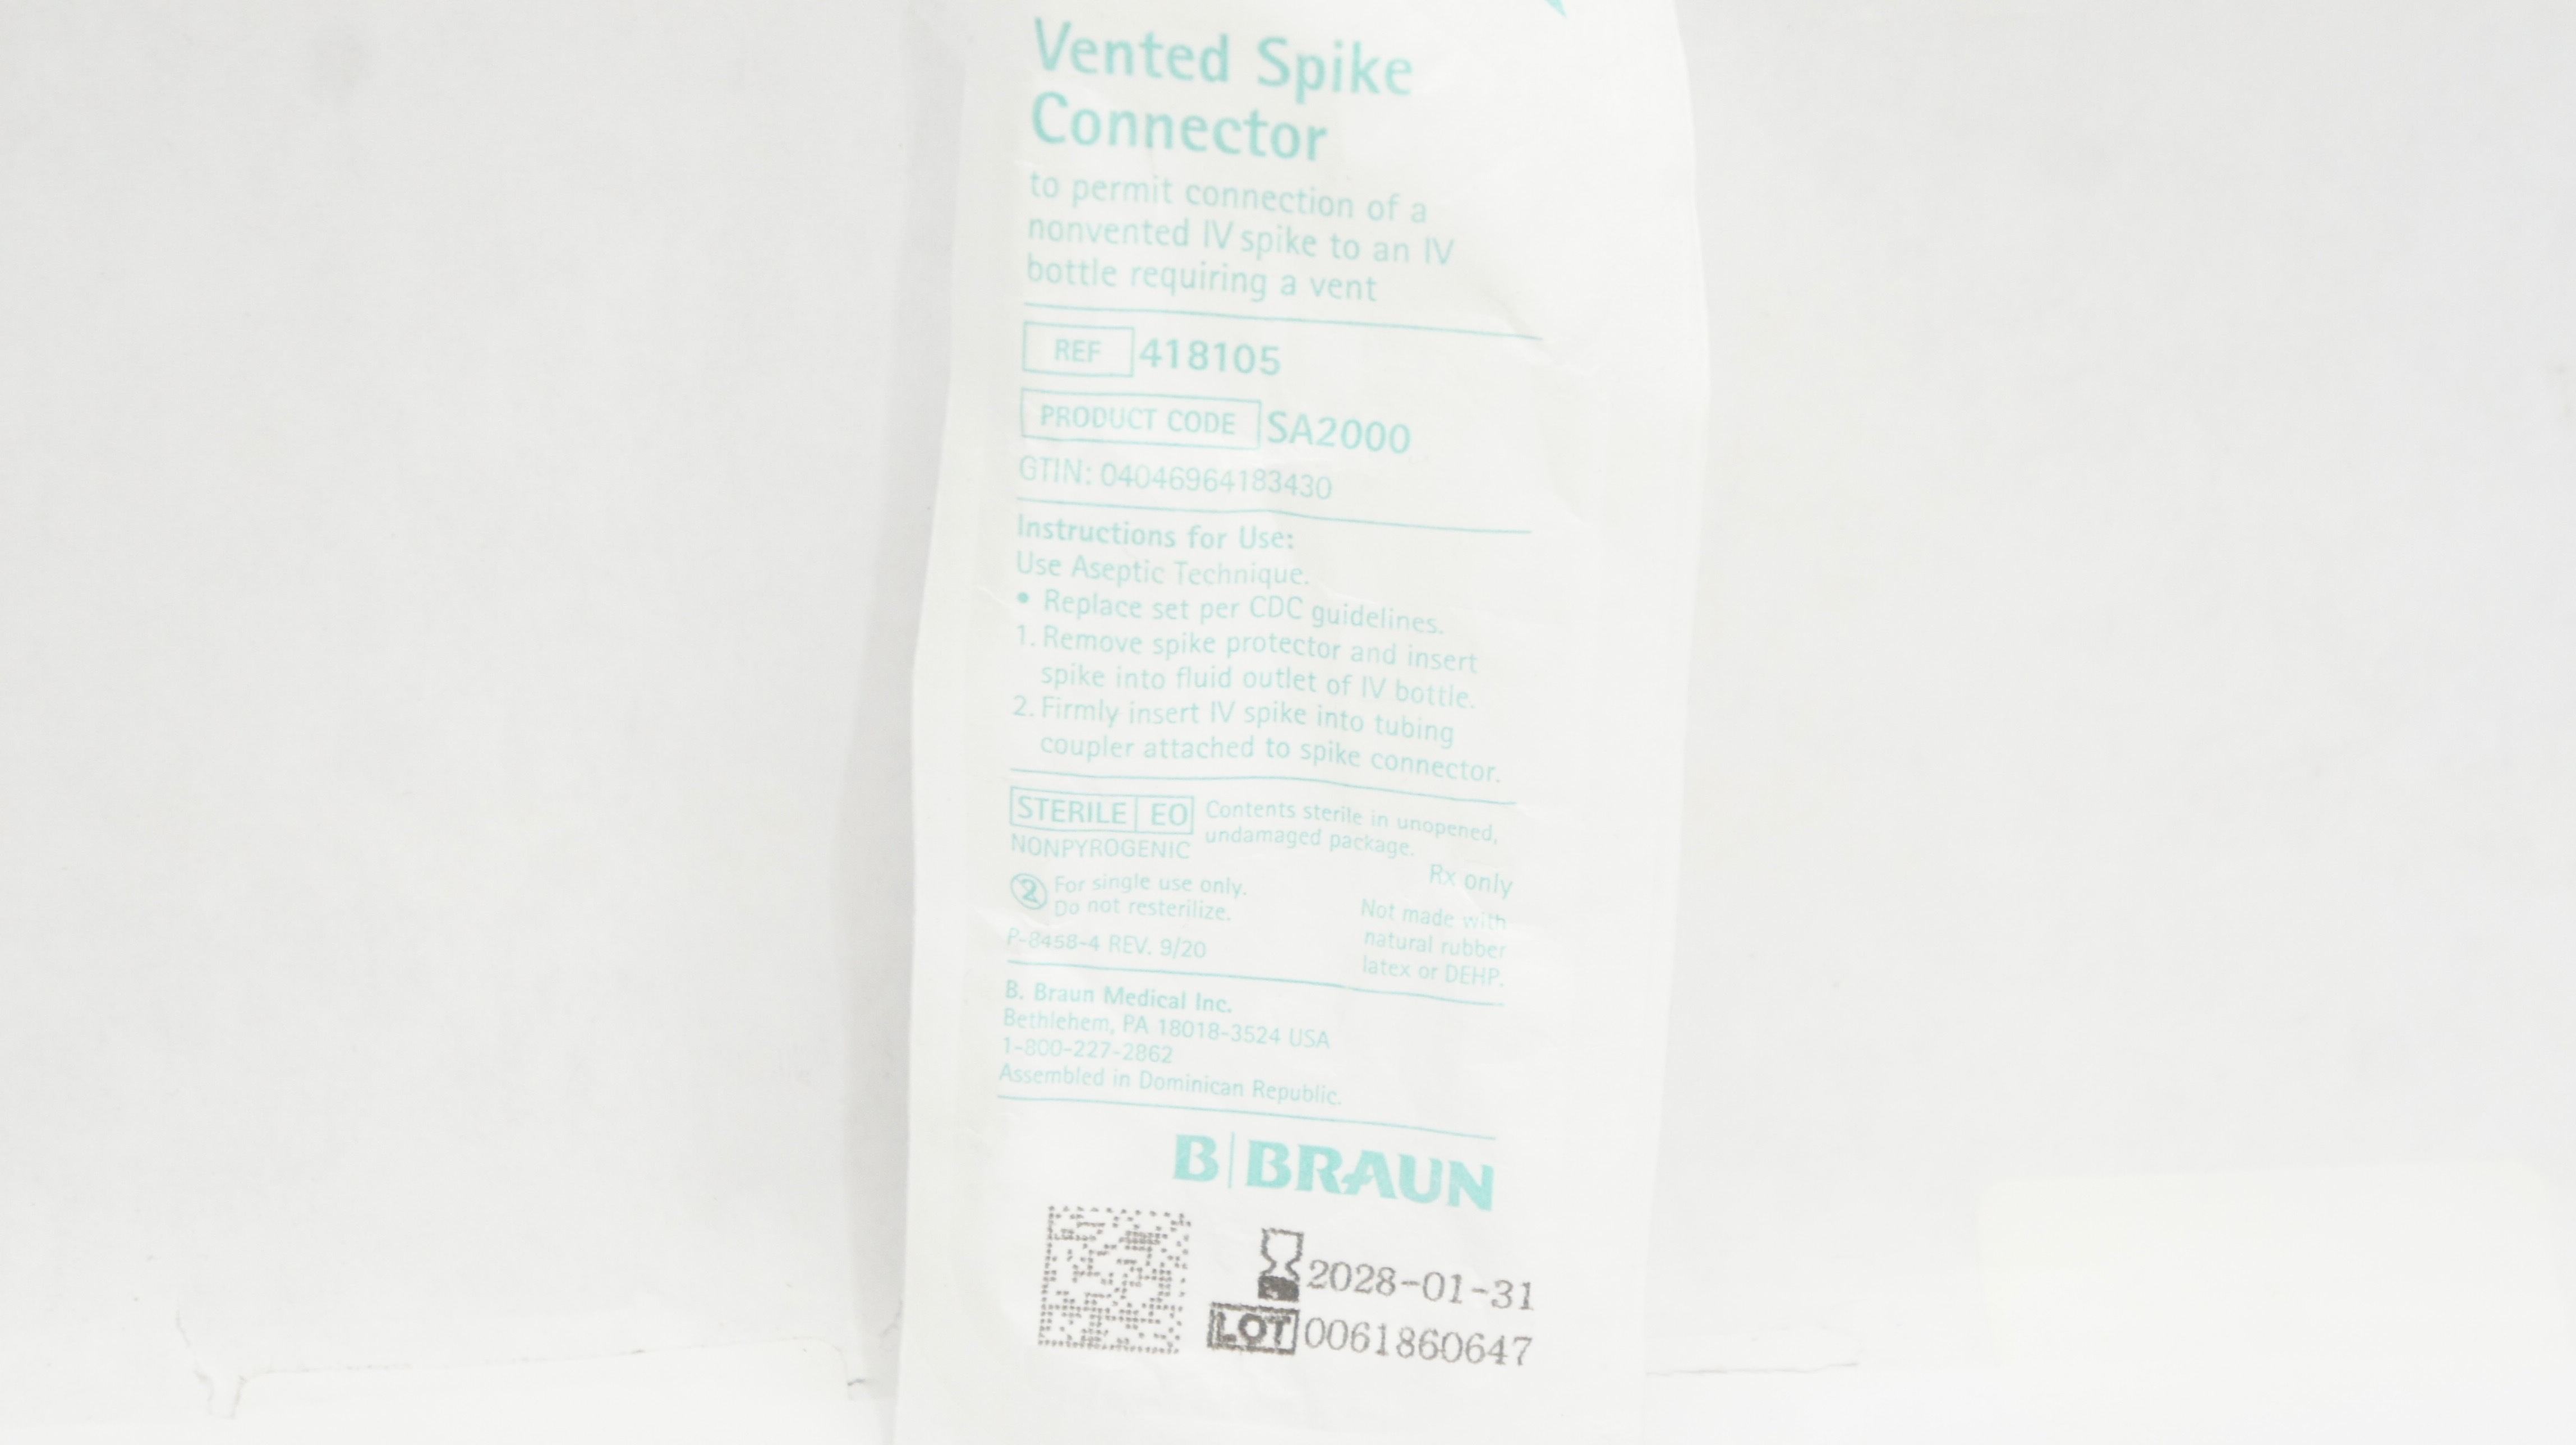 Vented Spike
Connector
to permit connection of a
nonvented IV spike to an IV
bottle requiring a vent
REF 418105
PRODUCT CODE SA2000
GTIN: 04046964183430
Instructions for Use:
Use Aseptic Technique.
• Replace set per CDC guidelines.
1. Remove spike protector and insert
spike into fluid outlet of IV bottle.
2. Firmly insert IV spike into tubing
coupler attached to spike connector.
STERILE EO Contents sterile in unopened,
undamaged package.
NONPYROGENIC
Rx only
2 For single use only.
Do not resterilize.
Not made with
natural rubber
latex or DEHP.
P-8458-4 REV. 9/20
B. Braun Medical Inc.
Bethlehem, PA 18018-3524 USA
1-800-227-2862
Assembled in Dominican Republic.
B|BRAUN
2028-01-31
LOT 0061860647